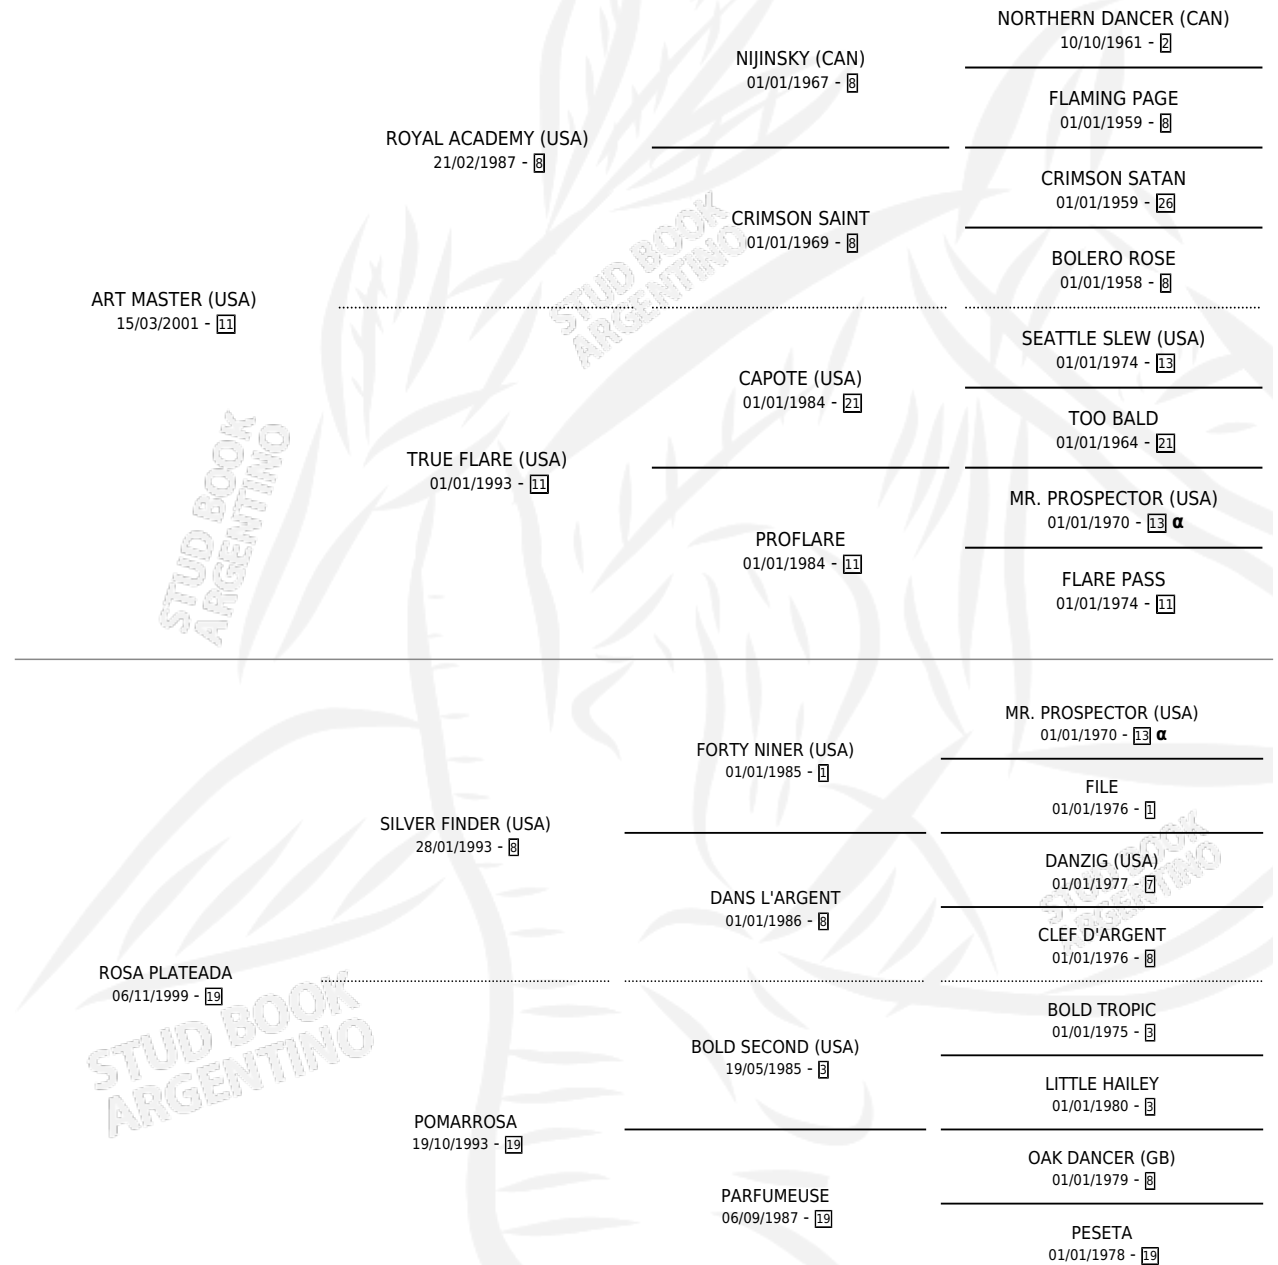 NORTHERN DANCER (CAN)
10/10/1961 - 2
NIJINSKY (CAN)
01/01/1967 - 8
FLAMING PAGE
01/01/1959 - 8
ROYAL ACADEMY (USA)
21/02/1987 - 8
CRIMSON SATAN
01/01/1959 - 26
CRIMSON SAINT
01/01/1969 - 8
BOLERO ROSE
01/01/1958 - 8
ART MASTER (USA)
15/03/2001 - 11
SEATTLE SLEW (USA)
01/01/1974 - 13
CAPOTE (USA)
01/01/1984 - 21
TOO BALD
01/01/1964 - 21
TRUE FLARE (USA)
01/01/1993 - 11
MR. PROSPECTOR (USA)
01/01/1970 - 13 α
PROFLARE
01/01/1984 - 11
FLARE PASS
01/01/1974 - 11
STUD BOOK
ARGENTINO
STUD BOOK
ARGENTINO
MR. PROSPECTOR (USA)
01/01/1970 - 13 α
FORTY NINER (USA)
01/01/1985 - 1
FILE
01/01/1976 - 1
SILVER FINDER (USA)
28/01/1993 - 8
DANZIG (USA)
01/01/1977 - 7
DANS L'ARGENT
01/01/1986 - 8
CLEF D'ARGENT
01/01/1976 - 8
ROSA PLATEADA
06/11/1999 - 19
BOLD TROPIC
01/01/1975 - 3
BOLD SECOND (USA)
19/05/1985 - 3
LITTLE HAILEY
01/01/1980 - 3
POMARROSA
19/10/1993 - 19
OAK DANCER (GB)
01/01/1979 - 8
PARFUMEUSE
06/09/1987 - 19
PESETA
01/01/1978 - 19
STUD BOOK
ARGENTINO
STUD BOOK
ARGENTINO